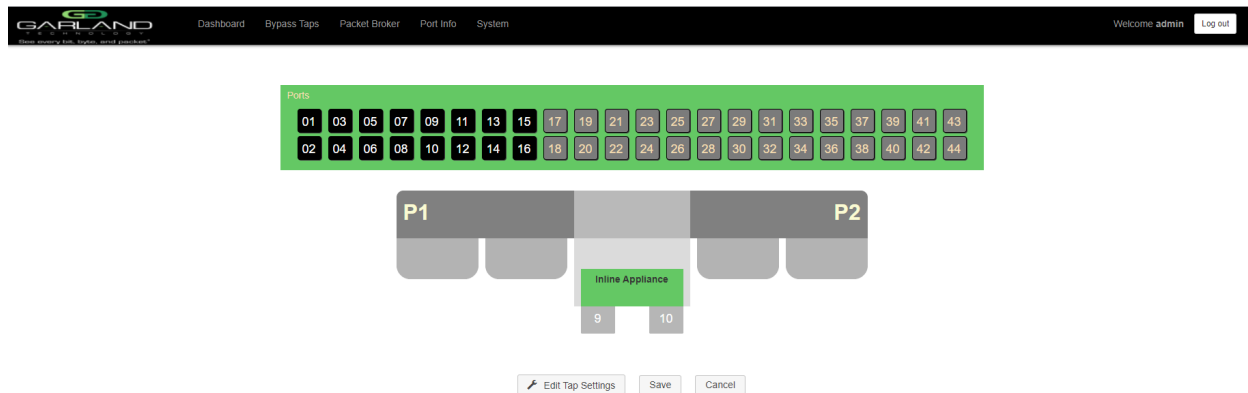 GARLAND
TECHNOLOGY
See every bit, byte, and packet®
Dashboard Bypass Taps Packet Broker Port Info System Welcome admin Log out
Ports
01 03 05 07 09 11 13 15 17 19 21 23 25 27 29 31 33 35 37 39 41 43
02 04 06 08 10 12 14 16 18 20 22 24 26 28 30 32 34 36 38 40 42 44
P1 P2
Inline Appliance
9 10
Edit Tap Settings Save Cancel